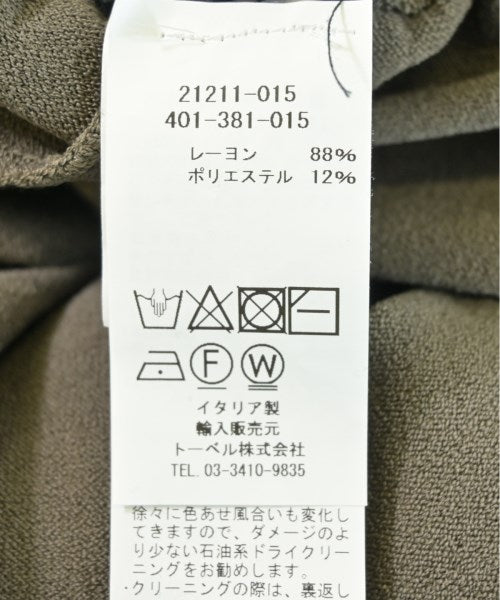 21211-015
401-381-015
レーヨン 88%
ポリエステル 12%
F W
イタリア製
輸入販売元
トーベル株式会社
TEL. 03-3410-9835
徐々に色あせ風合いも変化し
てきますので、ダメージのよ
り少ない石油系ドライクリー
ニングをお勧めします。
・クリーニングの際は、裏返し